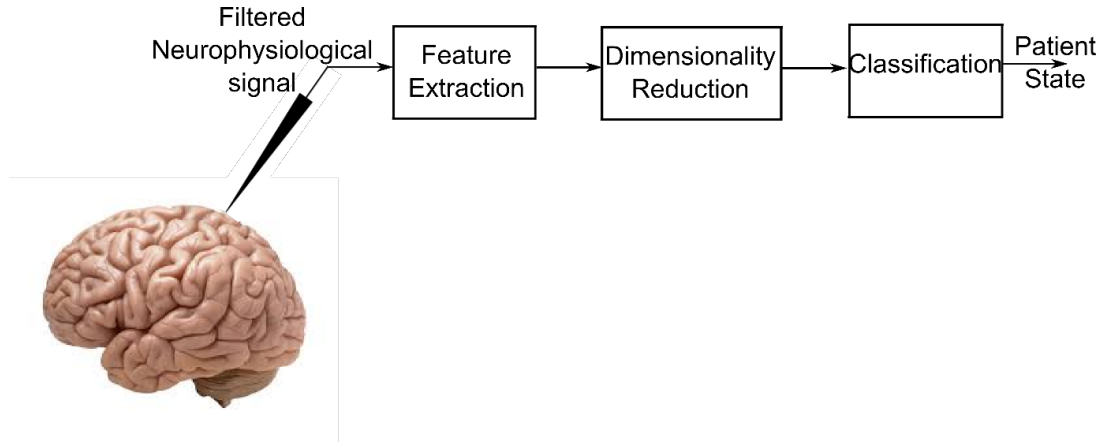 Filtered
Neurophysiological
signal
Feature
Extraction
Dimensionality
Reduction
Classification
Patient
State